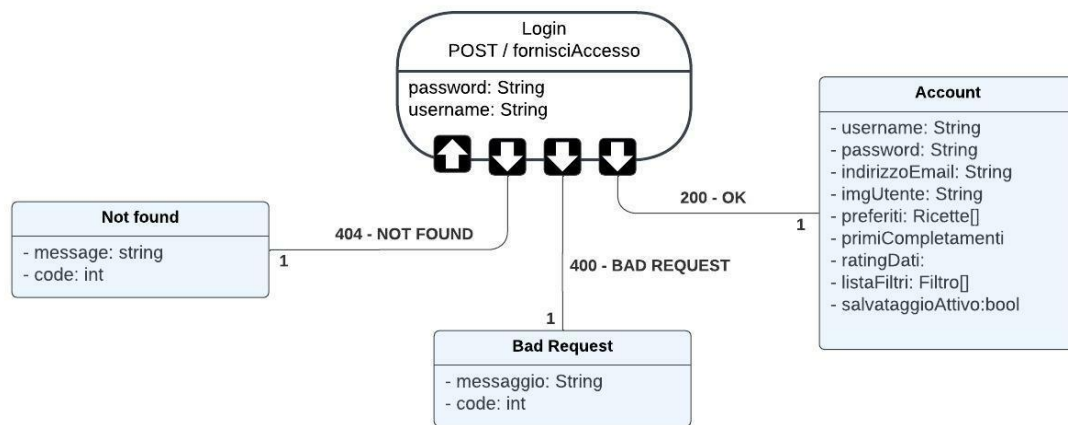 Login
POST / fornisciAccesso
password: String
username: String
Account
- username: String
- password: String
- indirizzoEmail: String
- imgUtente: String
- preferiti: Ricette[]
- primiCompletamenti
- ratingDati:
- listaFiltri: Filtro[]
- salvataggioAttivo:bool
200 - OK
1
Not found
- message: string
- code: int
404 - NOT FOUND
1
400 - BAD REQUEST
1
Bad Request
- messaggio: String
- code: int